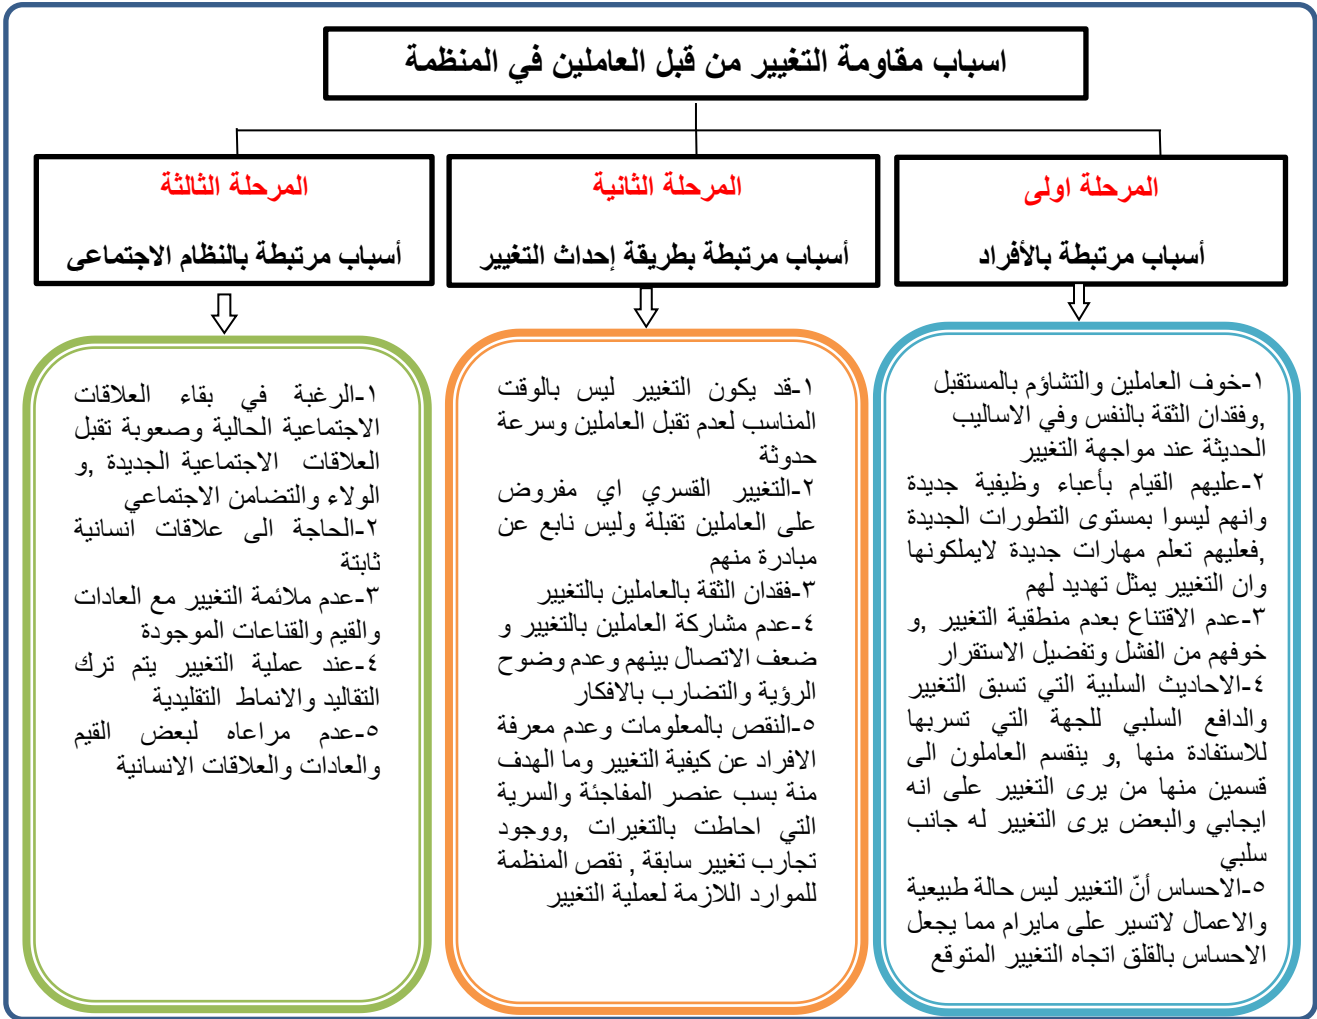 اسباب مقاومة التغيير من قبل العاملين في المنظمة
المرحلة اولى
أسباب مرتبطة بالأفراد
المرحلة الثانية
أسباب مرتبطة بطريقة إحداث التغيير
المرحلة الثالثة
أسباب مرتبطة بالنظام الاجتماعى
١-خوف العاملين والتشاؤم بالمستقبل
,وفقدان الثقة بالنفس وفي الاساليب
الحديثة عند مواجهة التغيير
٢-عليهم القيام بأعباء وظيفية جديدة
وانهم ليسوا بمستوى التطورات الجديدة
,فعليهم تعلم مهارات جديدة لايملكونها
وان التغيير يمثل تهديد لهم
٣-عدم الاقتناع بعدم منطقية التغيير ,و
خوفهم من الفشل وتفضيل الاستقرار
٤-الاحاديث السلبية التي تسبق التغيير
والدافع السلبي للجهة التي تسربها
للاستفادة منها ,و ينقسم العاملون الى
قسمين منها من يرى التغيير على انه
ايجابي والبعض يرى التغيير له جانب
سلبي
٥-الاحساس أنّ التغيير ليس حالة طبيعية
والاعمال لاتسير على مايرام مما يجعل
الاحساس بالقلق اتجاه التغيير المتوقع
١-قد يكون التغيير ليس بالوقت
المناسب لعدم تقبل العاملين وسرعة
حدوثة
٢-التغيير القسري اي مفروض
على العاملين تقبلة وليس نابع عن
مبادرة منهم
٣-فقدان الثقة بالعاملين بالتغيير
٤-عدم مشاركة العاملين بالتغيير و
ضعف الاتصال بينهم وعدم وضوح
الرؤية والتضارب بالافكار
٥-النقص بالمعلومات وعدم معرفة
الافراد عن كيفية التغيير وما الهدف
منة بسب عنصر المفاجئة والسرية
التي احاطت بالتغيرات ,ووجود
تجارب تغيير سابقة , نقص المنظمة
للموارد اللازمة لعملية التغيير
١-الرغبة في بقاء العلاقات
الاجتماعية الحالية وصعوبة تقبل
العلاقات الاجتماعية الجديدة ,و
الولاء والتضامن الاجتماعي
٢-الحاجة الى علاقات انسانية
ثابتة
٣-عدم ملائمة التغيير مع العادات
والقيم والقناعات الموجودة
٤-عند عملية التغيير يتم ترك
التقاليد والانماط التقليدية
٥-عدم مراعاه لبعض القيم
والعادات والعلاقات الانسانية